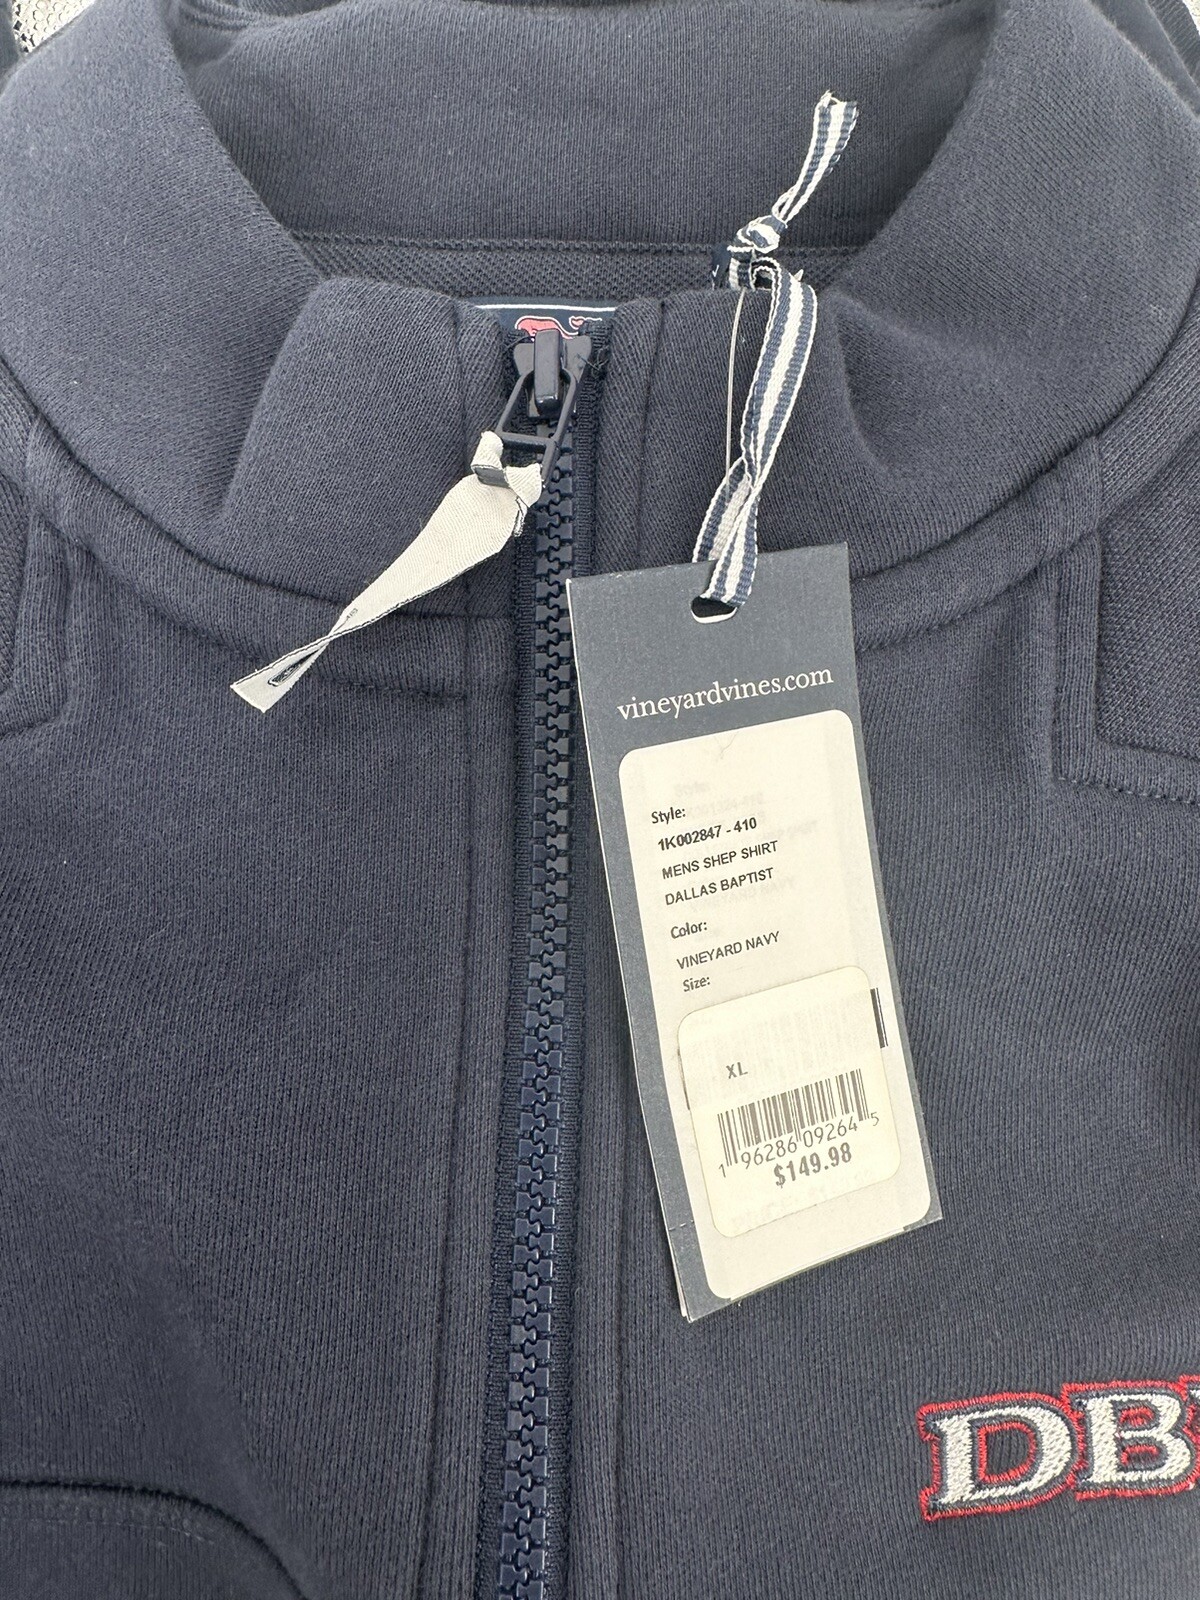 vineyardvines.com
Style:
1K002847 - 410
MENS SHEP SHIRT
DALLAS BAPTIST
Color:
VINEYARD NAVY
Size:
XL
1 96286 09264 5
$149.98
DB